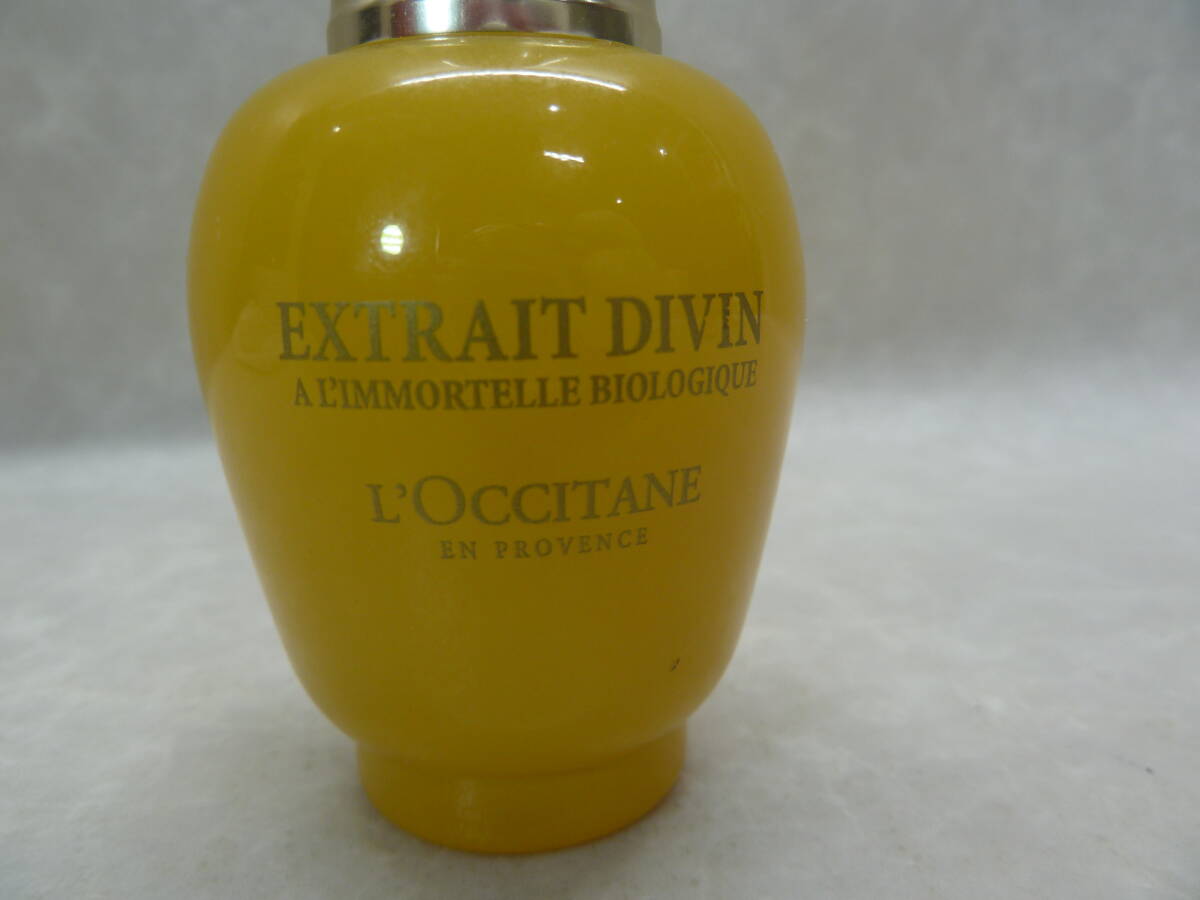 EXTRAIT DIVIN
A L'IMMORTELLE BIOLOGIQUE
L'OCCITANE
EN PROVENCE